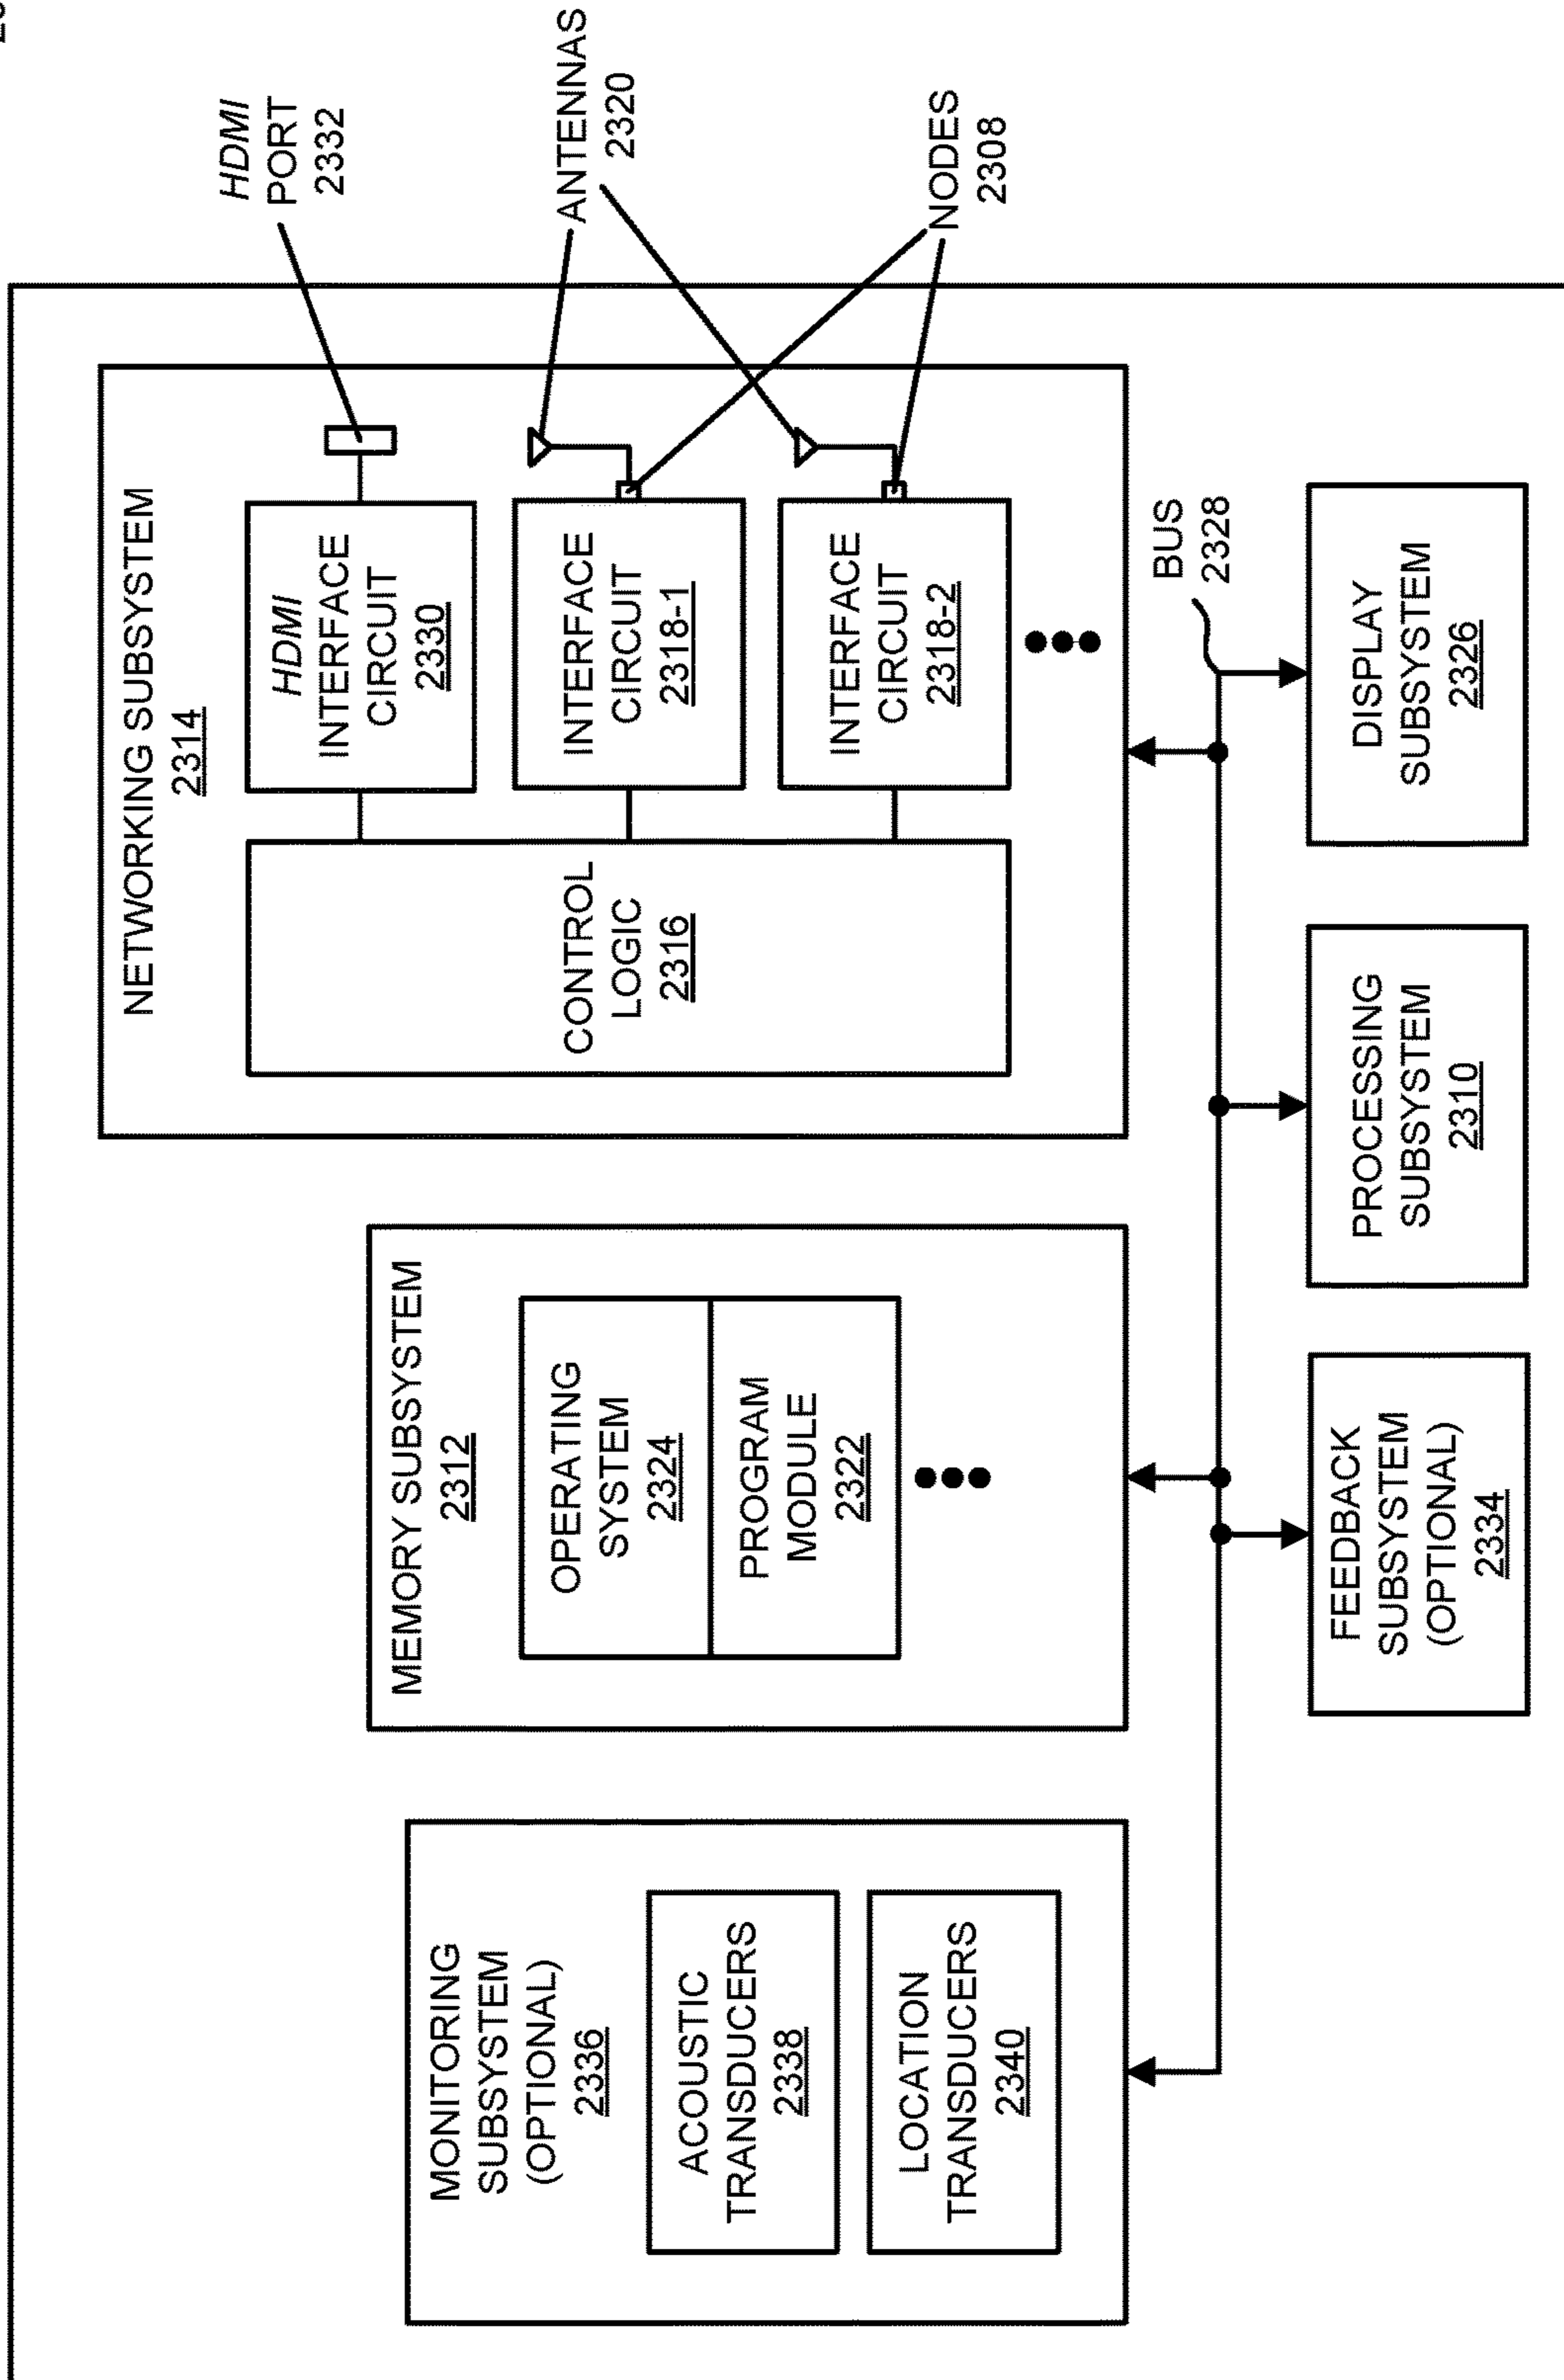 NETWORKING SUBSYSTEM
2314
HDMI
INTERFACE
CIRCUIT
2330
HDMI
PORT
2332
CONTROL
LOGIC
2316
INTERFACE
CIRCUIT
2318-1
ANTENNAS
2320
INTERFACE
CIRCUIT
2318-2
NODES
2308
MEMORY SUBSYSTEM
2312
OPERATING
SYSTEM
2324
PROGRAM
MODULE
2322
MONITORING
SUBSYSTEM
(OPTIONAL)
2336
ACOUSTIC
TRANSDUCERS
2338
LOCATION
TRANSDUCERS
2340
BUS
2328
FEEDBACK
SUBSYSTEM
(OPTIONAL)
2334
PROCESSING
SUBSYSTEM
2310
DISPLAY
SUBSYSTEM
2326